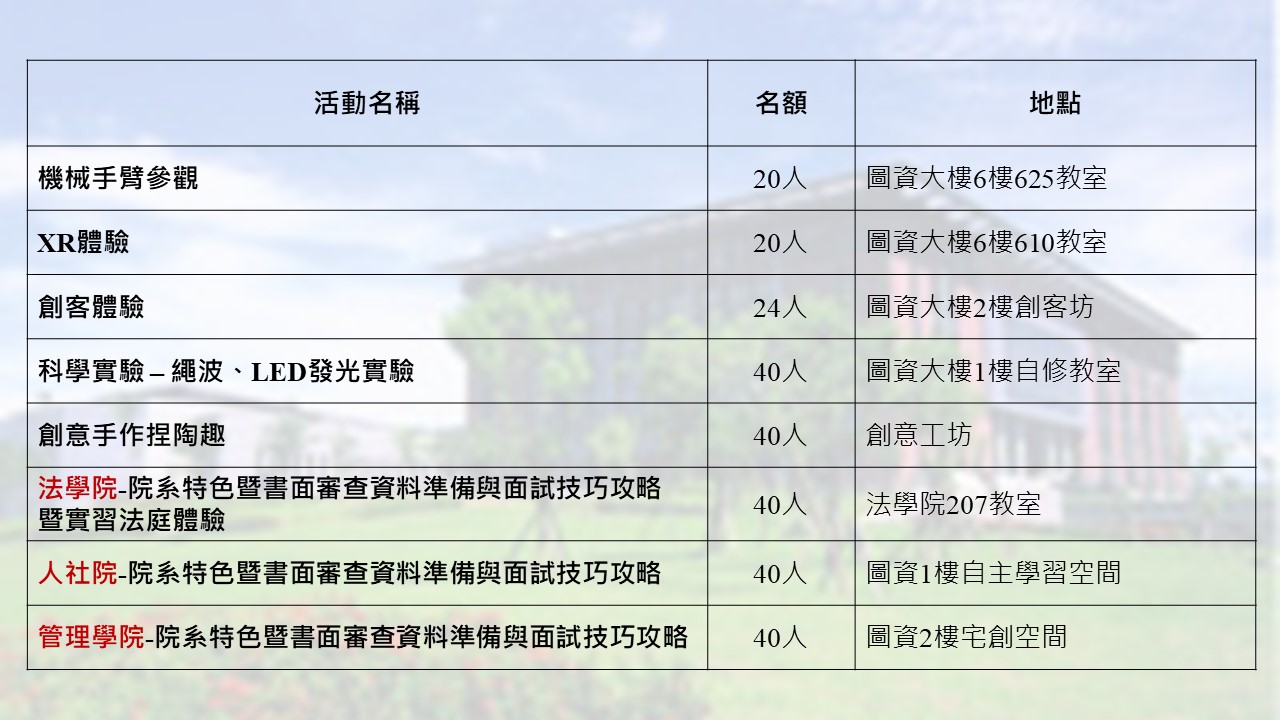 活動名稱 名額 地點
機械手臂參觀 20人 圖資大樓6樓625教室
XR體驗 20人 圖資大樓6樓610教室
創客體驗 24人 圖資大樓2樓創客坊
科學實驗 – 繩波、LED發光實驗 40人 圖資大樓1樓自修教室
創意手作捏陶趣 40人 創意工坊
法學院-院系特色暨書面審查資料準備與面試技巧攻略
暨實習法庭體驗 40人 法學院207教室
人社院-院系特色暨書面審查資料準備與面試技巧攻略 40人 圖資1樓自主學習空間
管理學院-院系特色暨書面審查資料準備與面試技巧攻略 40人 圖資2樓宅創空間